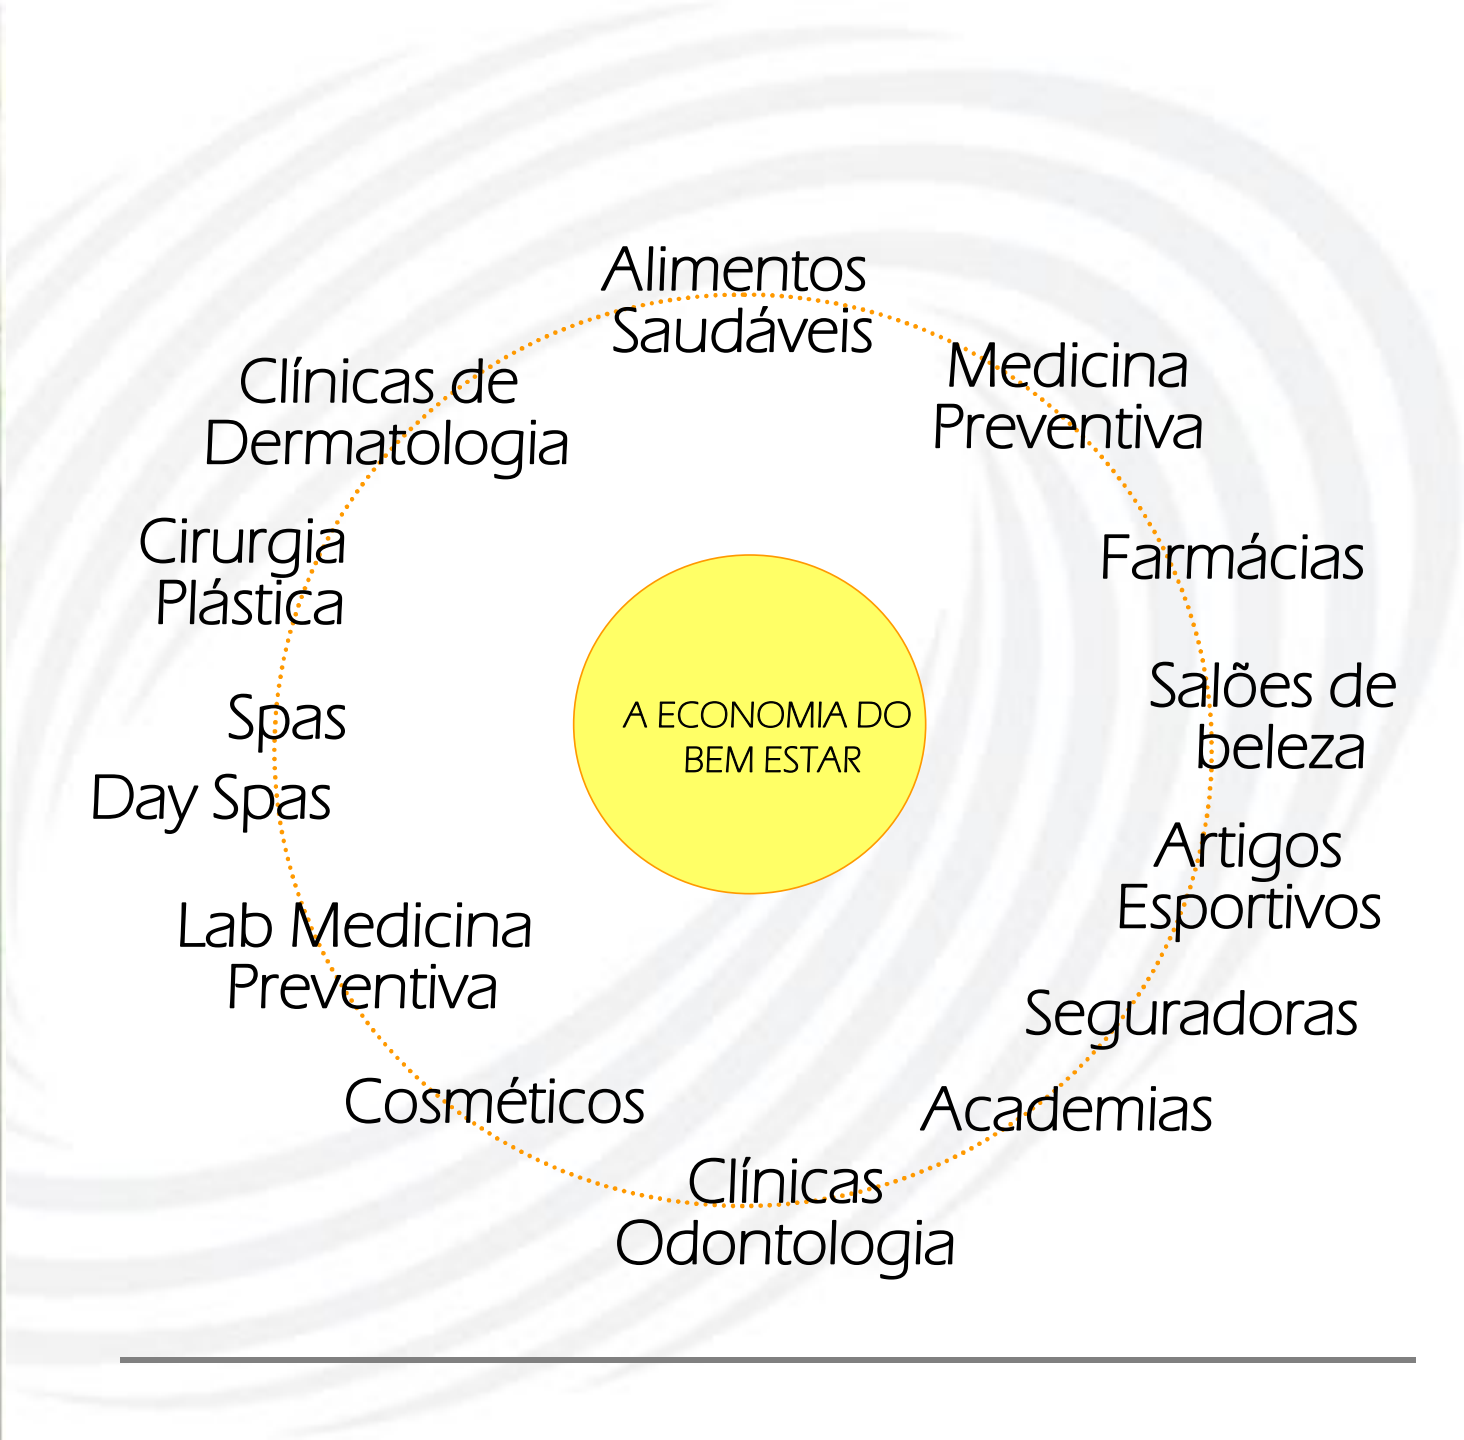 Alimentos
Saudáveis
Medicina
Preventiva
Farmácias
Salões de
beleza
Artigos
Esportivos
Seguradoras
Academias
Clínicas
Odontologia
Cosméticos
Lab Medicina
Preventiva
Day Spas
Spas
Cirurgia
Plástica
Clínicas de
Dermatologia
A ECONOMIA DO
BEM ESTAR